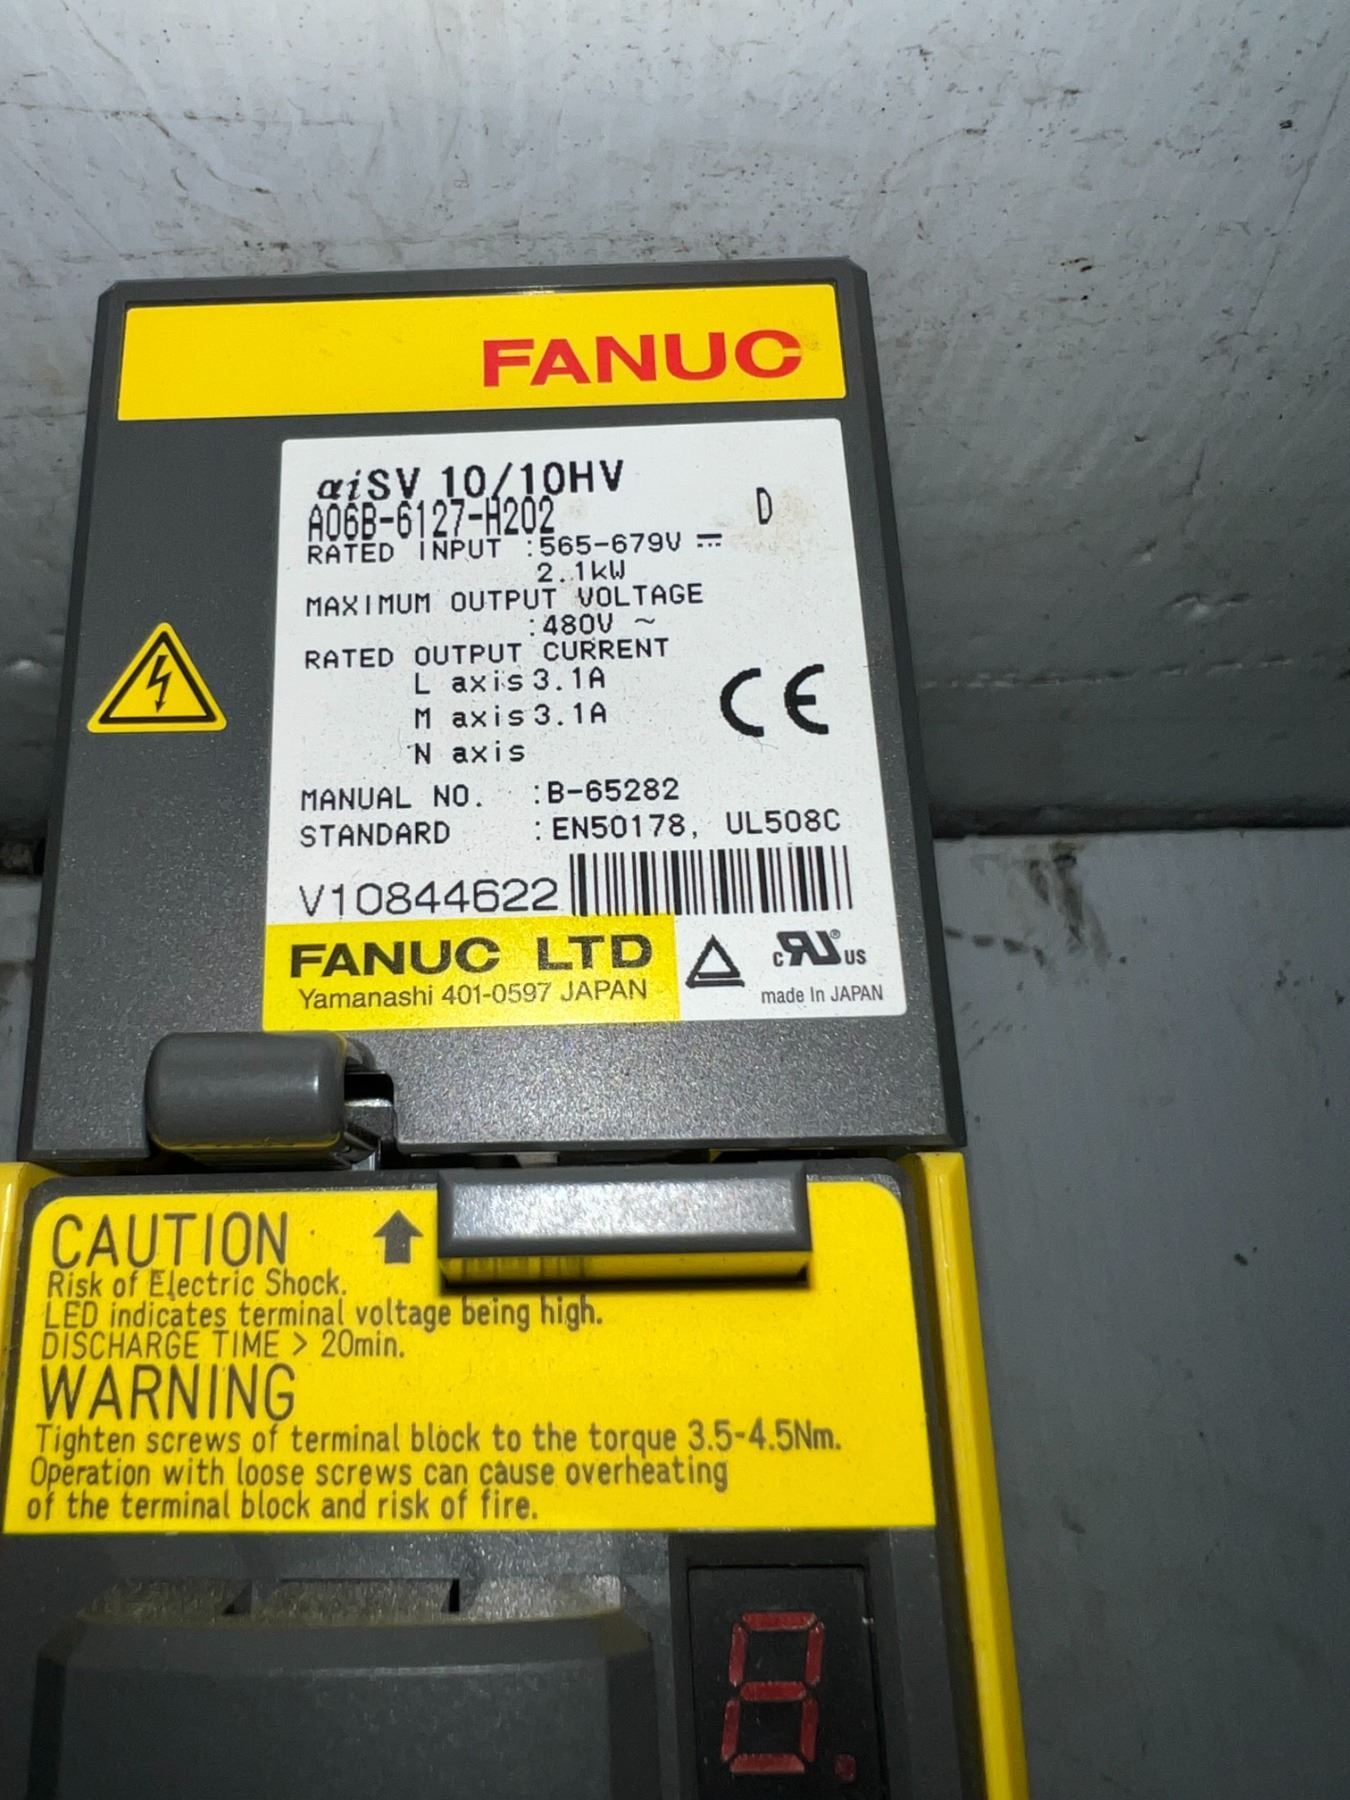 FANUC
αiSV 10/10HV
A06B-6127-H202 D
RATED INPUT :565-679V ⎓
2.1kW
MAXIMUM OUTPUT VOLTAGE
:480V ~
RATED OUTPUT CURRENT
L axis 3.1A
M axis 3.1A
N axis
CE
MANUAL NO. :B-65282
STANDARD :EN50178, UL508C
V10844622
FANUC LTD
Yamanashi 401-0597 JAPAN
c RU ® US
made In JAPAN
CAUTION
Risk of Electric Shock.
LED indicates terminal voltage being high.
DISCHARGE TIME > 20min.
WARNING
Tighten screws of terminal block to the torque 3.5-4.5Nm.
Operation with loose screws can cause overheating
of the terminal block and risk of fire.
8.